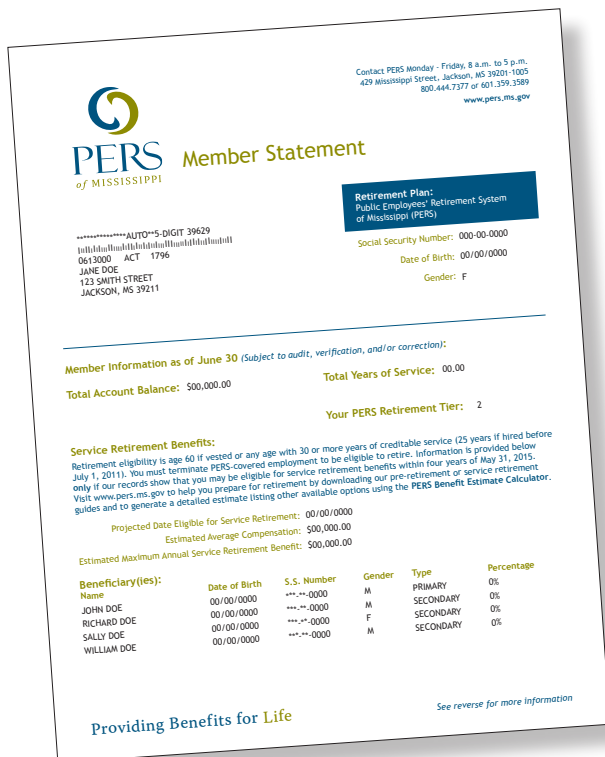 Contact PERS Monday - Friday, 8 a.m. to 5 p.m.
429 Mississippi Street, Jackson, MS 39201-1005
800.444.7377 or 601.359.3589
www.pers.ms.gov
PERS
of MISSISSIPPI
Member Statement
Retirement Plan:
Public Employees' Retirement System
of Mississippi (PERS)
***************AUTO**5-DIGIT 39629
0613000 ACT 1796
JANE DOE
123 SMITH STREET
JACKSON, MS 39211
Social Security Number: 000-00-0000
Date of Birth: 00/00/0000
Gender: F
Member Information as of June 30 (Subject to audit, verification, and/or correction):
Total Account Balance: $00,000.00
Total Years of Service: 00.00
Your PERS Retirement Tier: 2
Service Retirement Benefits:
Retirement eligibility is age 60 if vested or any age with 30 or more years of creditable service (25 years if hired before
July 1, 2011). You must terminate PERS-covered employment to be eligible to retire. Information is provided below
only if our records show that you may be eligible for service retirement benefits within four years of May 31, 2015.
Visit www.pers.ms.gov to help you prepare for retirement by downloading our pre-retirement or service retirement
guides and to generate a detailed estimate listing other available options using the PERS Benefit Estimate Calculator.
Projected Date Eligible for Service Retirement: 00/00/0000
Estimated Average Compensation: $00,000.00
Estimated Maximum Annual Service Retirement Benefit: $00,000.00
Beneficiary(ies):
Name Date of Birth S.S. Number Gender Type Percentage
JOHN DOE 00/00/0000 ***-**-0000 M PRIMARY 0%
RICHARD DOE 00/00/0000 ***-**-0000 M SECONDARY 0%
SALLY DOE 00/00/0000 ***-**-0000 F SECONDARY 0%
WILLIAM DOE 00/00/0000 ***-**-0000 M SECONDARY 0%
Providing Benefits for Life
See reverse for more information